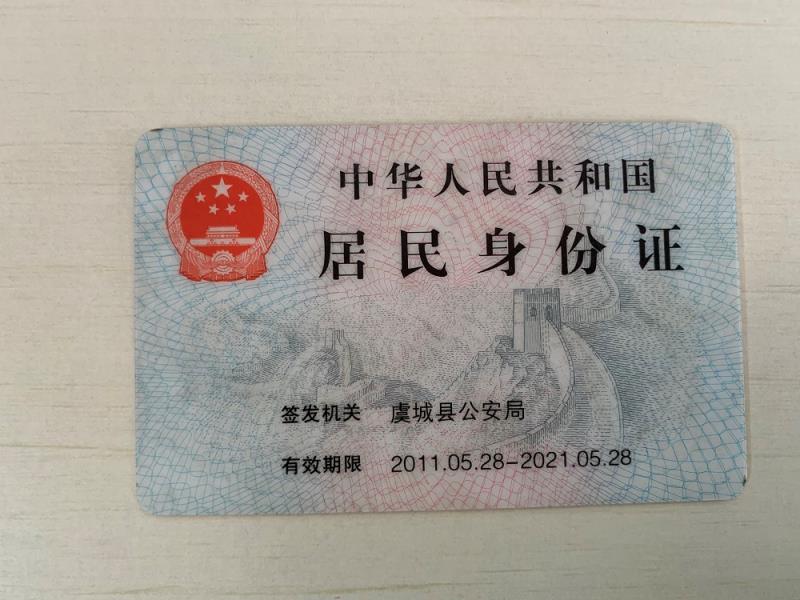 中华人民共和国
居民身份证
签发机关 虞城县公安局
有效期限 2011.05.28-2021.05.28